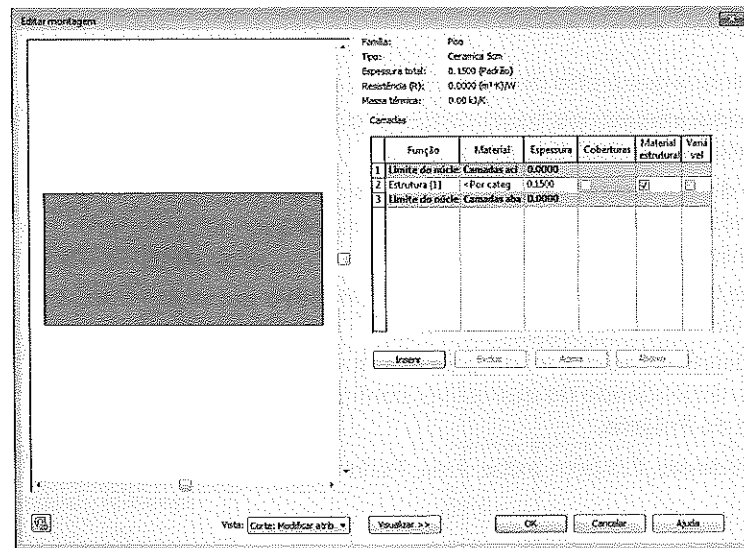 Editar montagem
Família: Piso
Tipo: Ceramica 5cm
Espessura total: 0.1500 (Padrão)
Resistência (R): 0.0000 (m²·K)/W
Massa térmica: 0.00 kJ/K
Camadas
Função Material Espessura Coberturas Material estrutural Variável
1 Limite do núcle Camadas aci 0.0000
2 Estrutura [1] <Por categ 0.1500
3 Limite do núcle Camadas aba 0.0000
Inserir Excluir Acima Abaixo
Vista: Corte: Modificar atrib Visualizar >> OK Cancelar Ajuda